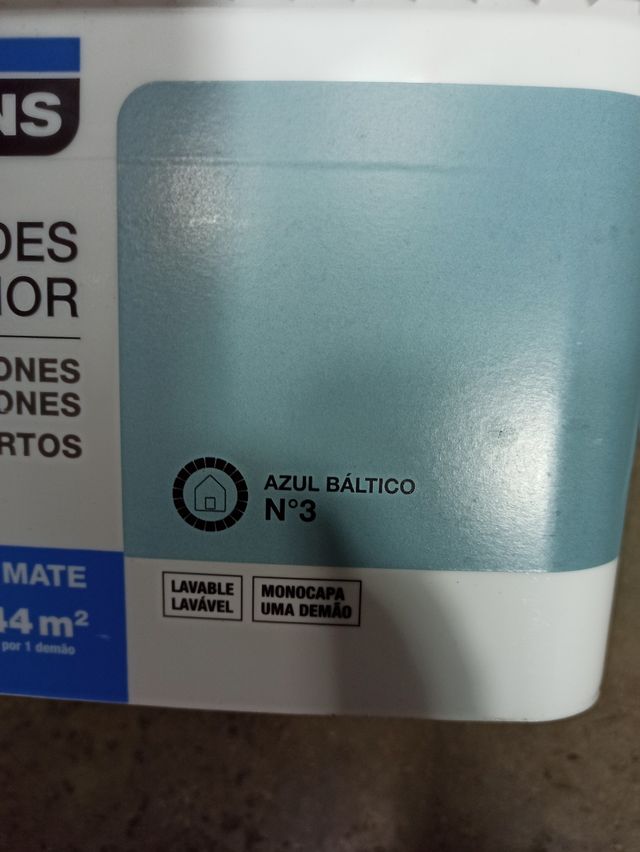 NS
DES
IOR
ONES
ONES
RTOS
AZUL BÁLTICO
N°3
MATE
44 m²
por 1 demão
LAVABLE
LAVÁVEL
MONOCAPA
UMA DEMÃO